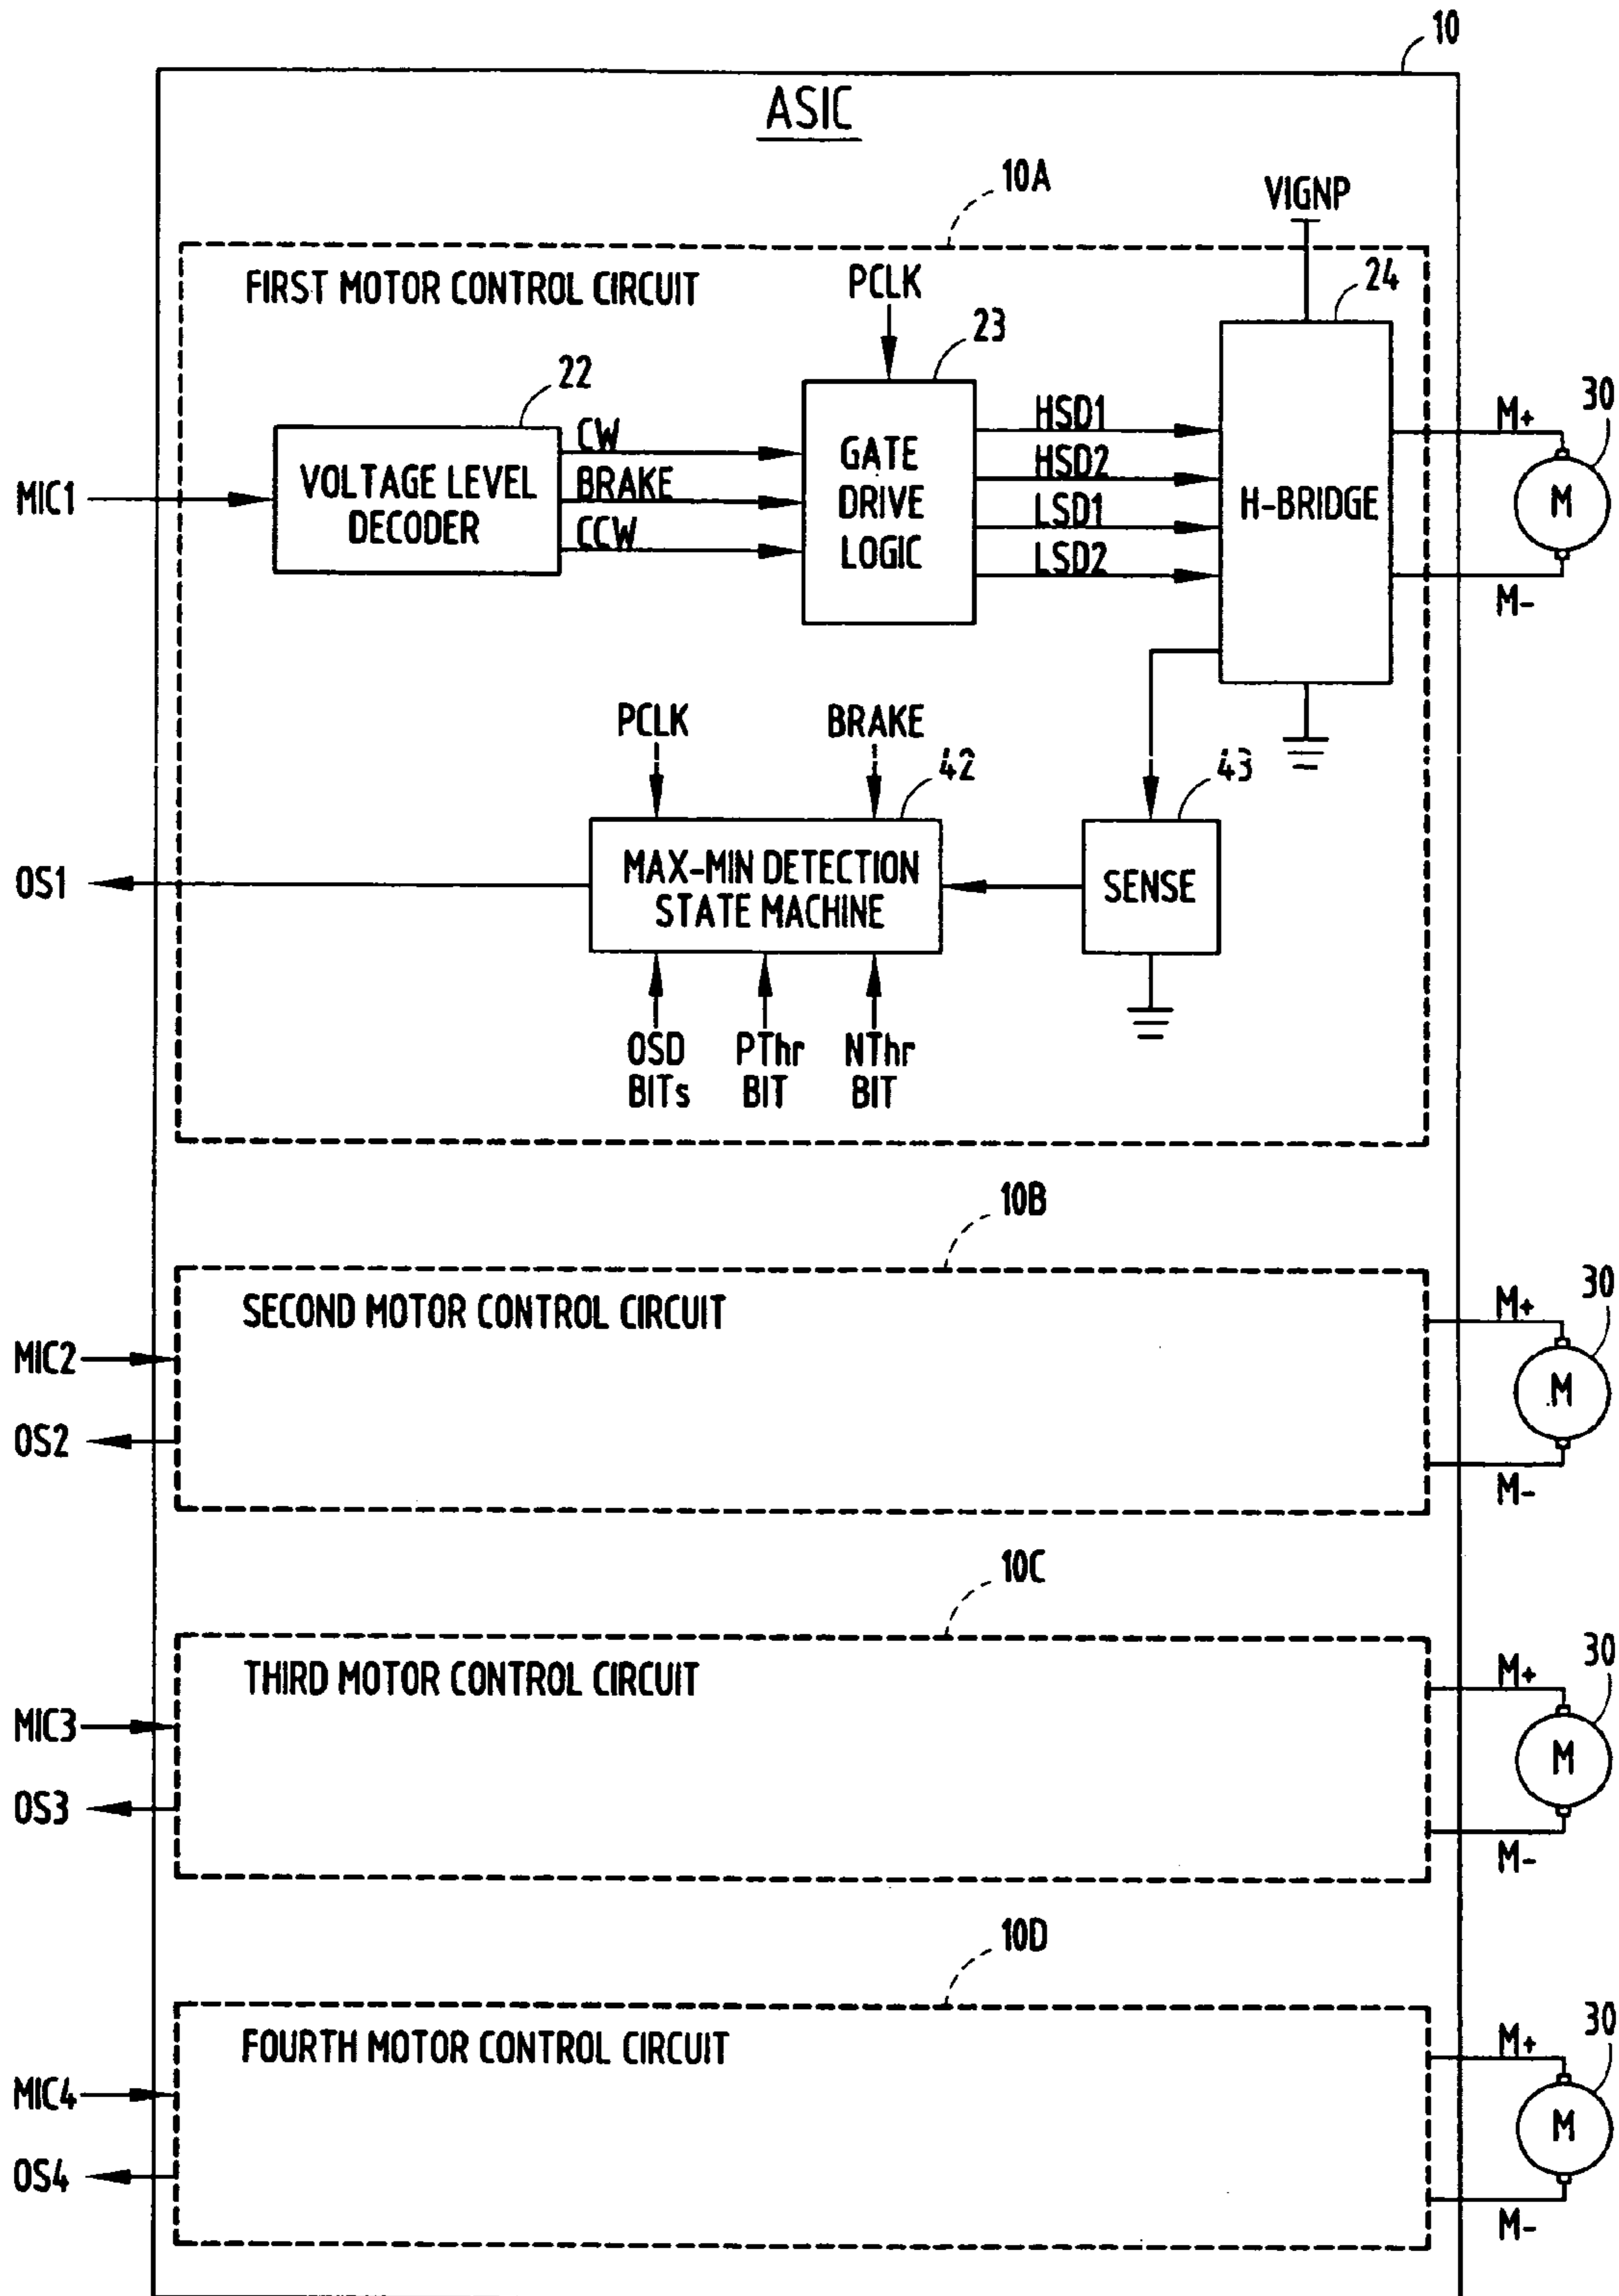 10
ASIC
10A
VIGNP
FIRST MOTOR CONTROL CIRCUIT
PCLK
24
23
22
30
CW
HSD1
M+
VOLTAGE LEVEL
DECODER
BRAKE
GATE
DRIVE
LOGIC
HSD2
H-BRIDGE
M
MIC1
CCW
LSD1
LSD2
M-
PCLK
BRAKE
42
43
OS1
MAX-MIN DETECTION
STATE MACHINE
SENSE
OSD
BITs
PThr
BIT
NThr
BIT
10B
SECOND MOTOR CONTROL CIRCUIT
M+
30
MIC2
M
OS2
M-
10C
THIRD MOTOR CONTROL CIRCUIT
M+
30
MIC3
M
OS3
M-
10D
FOURTH MOTOR CONTROL CIRCUIT
M+
30
MIC4
M
OS4
M-